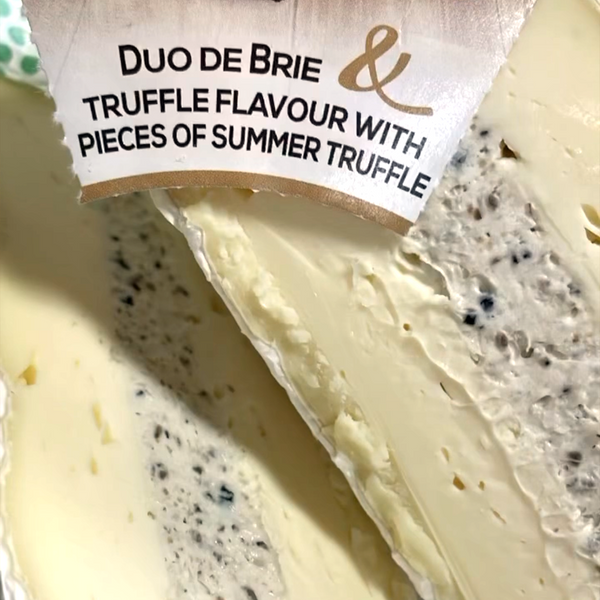 DUO DE BRIE &
TRUFFLE FLAVOUR WITH
PIECES OF SUMMER TRUFFLE